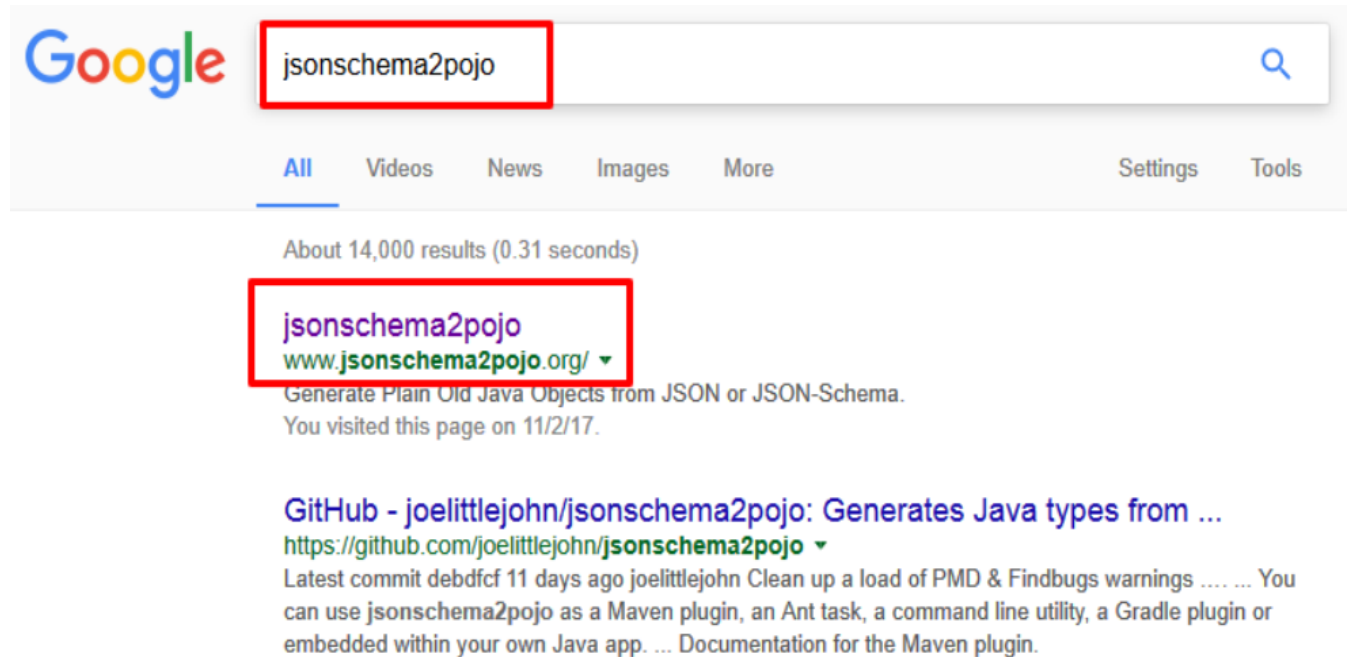 Google jsonschema2pojo
All Videos News Images More Settings Tools
About 14,000 results (0.31 seconds)
jsonschema2pojo
www.jsonschema2pojo.org/
Generate Plain Old Java Objects from JSON or JSON-Schema.
You visited this page on 11/2/17.
GitHub - joelittlejohn/jsonschema2pojo: Generates Java types from ...
https://github.com/joelittlejohn/jsonschema2pojo
Latest commit debdfcf 11 days ago joelittlejohn Clean up a load of PMD & Findbugs warnings .... ... You
can use jsonschema2pojo as a Maven plugin, an Ant task, a command line utility, a Gradle plugin or
embedded within your own Java app. ... Documentation for the Maven plugin.